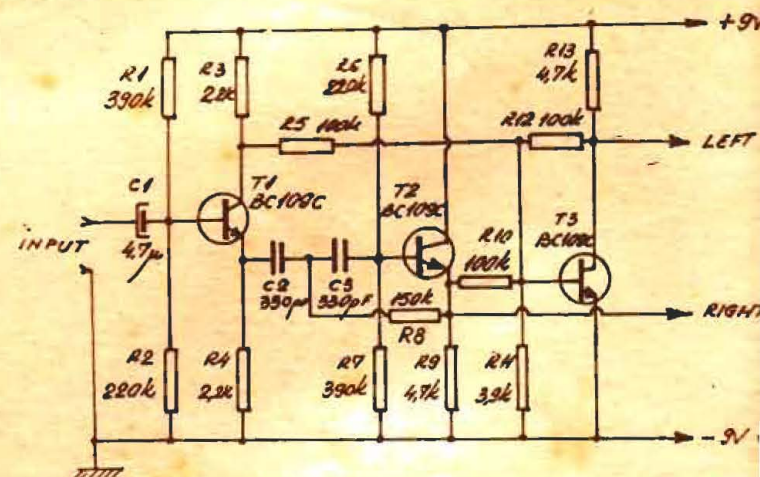 +9V
R1
390k
R3
2,2k
R6
220k
R13
4,7k
R5 100k
R12 100k
LEFT
C1
4,7µ
INPUT
T1
BC109C
T2
BC109C
T3
BC109C
R10
100k
C2
330pF
C3
330pF
150k
R8
RIGHT
R2
220k
R4
2,2k
R7
390k
R9
4,7k
R11
3,9k
-9V